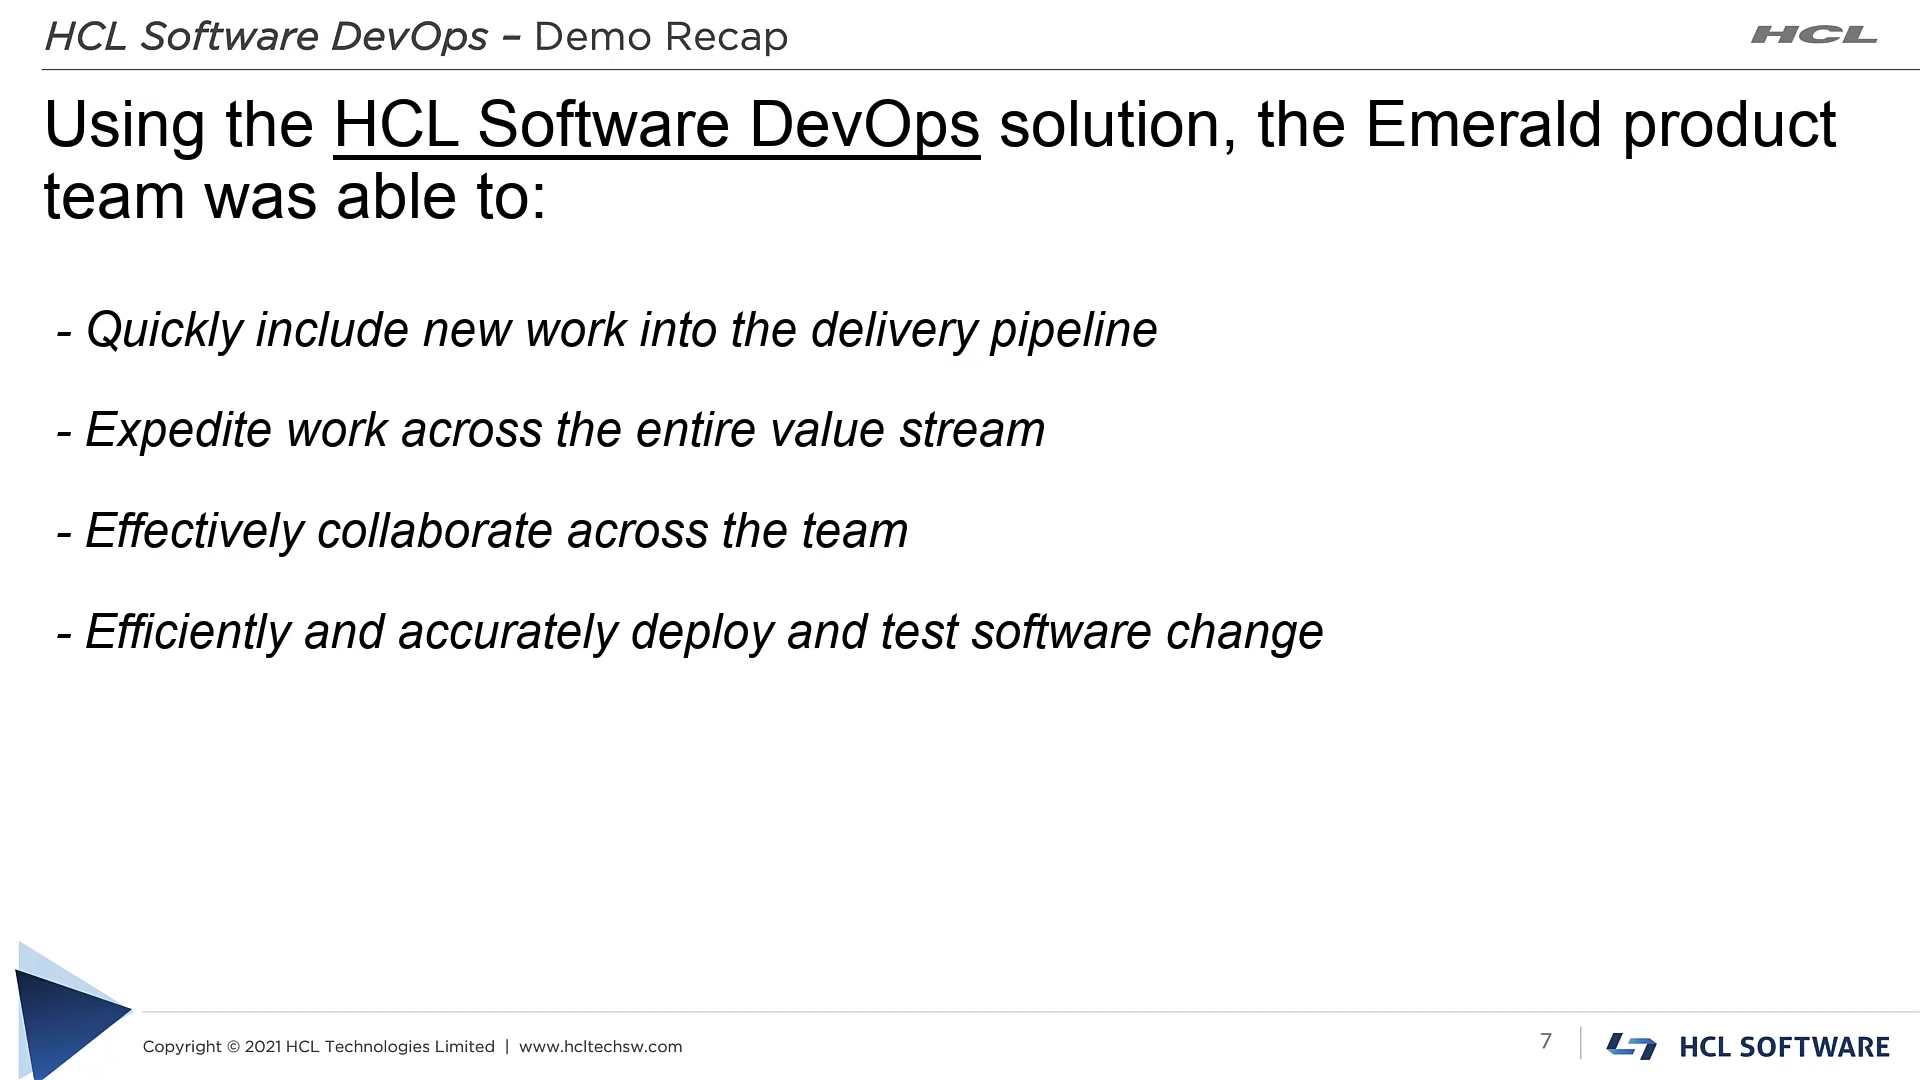 HCL Software DevOps – Demo Recap
HCL
Using the HCL Software DevOps solution, the Emerald product
team was able to:
- Quickly include new work into the delivery pipeline
- Expedite work across the entire value stream
- Effectively collaborate across the team
- Efficiently and accurately deploy and test software change
Copyright © 2021 HCL Technologies Limited | www.hcltechsw.com
7
HCL SOFTWARE